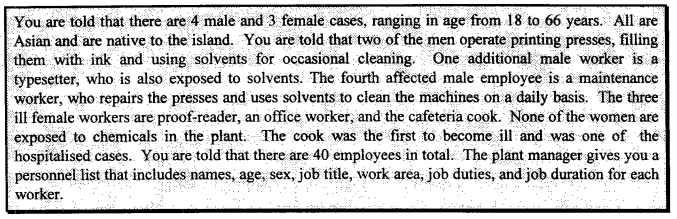 You are told that there are 4 male and 3 female cases, ranging in age from 18 to 66 years. All are
Asian and are native to the island. You are told that two of the men operate printing presses, filling
them with ink and using solvents for occasional cleaning. One additional male worker is a
typesetter, who is also exposed to solvents. The fourth affected male employee is a maintenance
worker, who repairs the presses and uses solvents to clean the machines on a daily basis. The three
ill female workers are proof-reader, an office worker, and the cafeteria cook. None of the women are
exposed to chemicals in the plant. The cook was the first to become ill and was one of the
hospitalised cases. You are told that there are 40 employees in total. The plant manager gives you a
personnel list that includes names, age, sex, job title, work area, job duties, and job duration for each
worker.